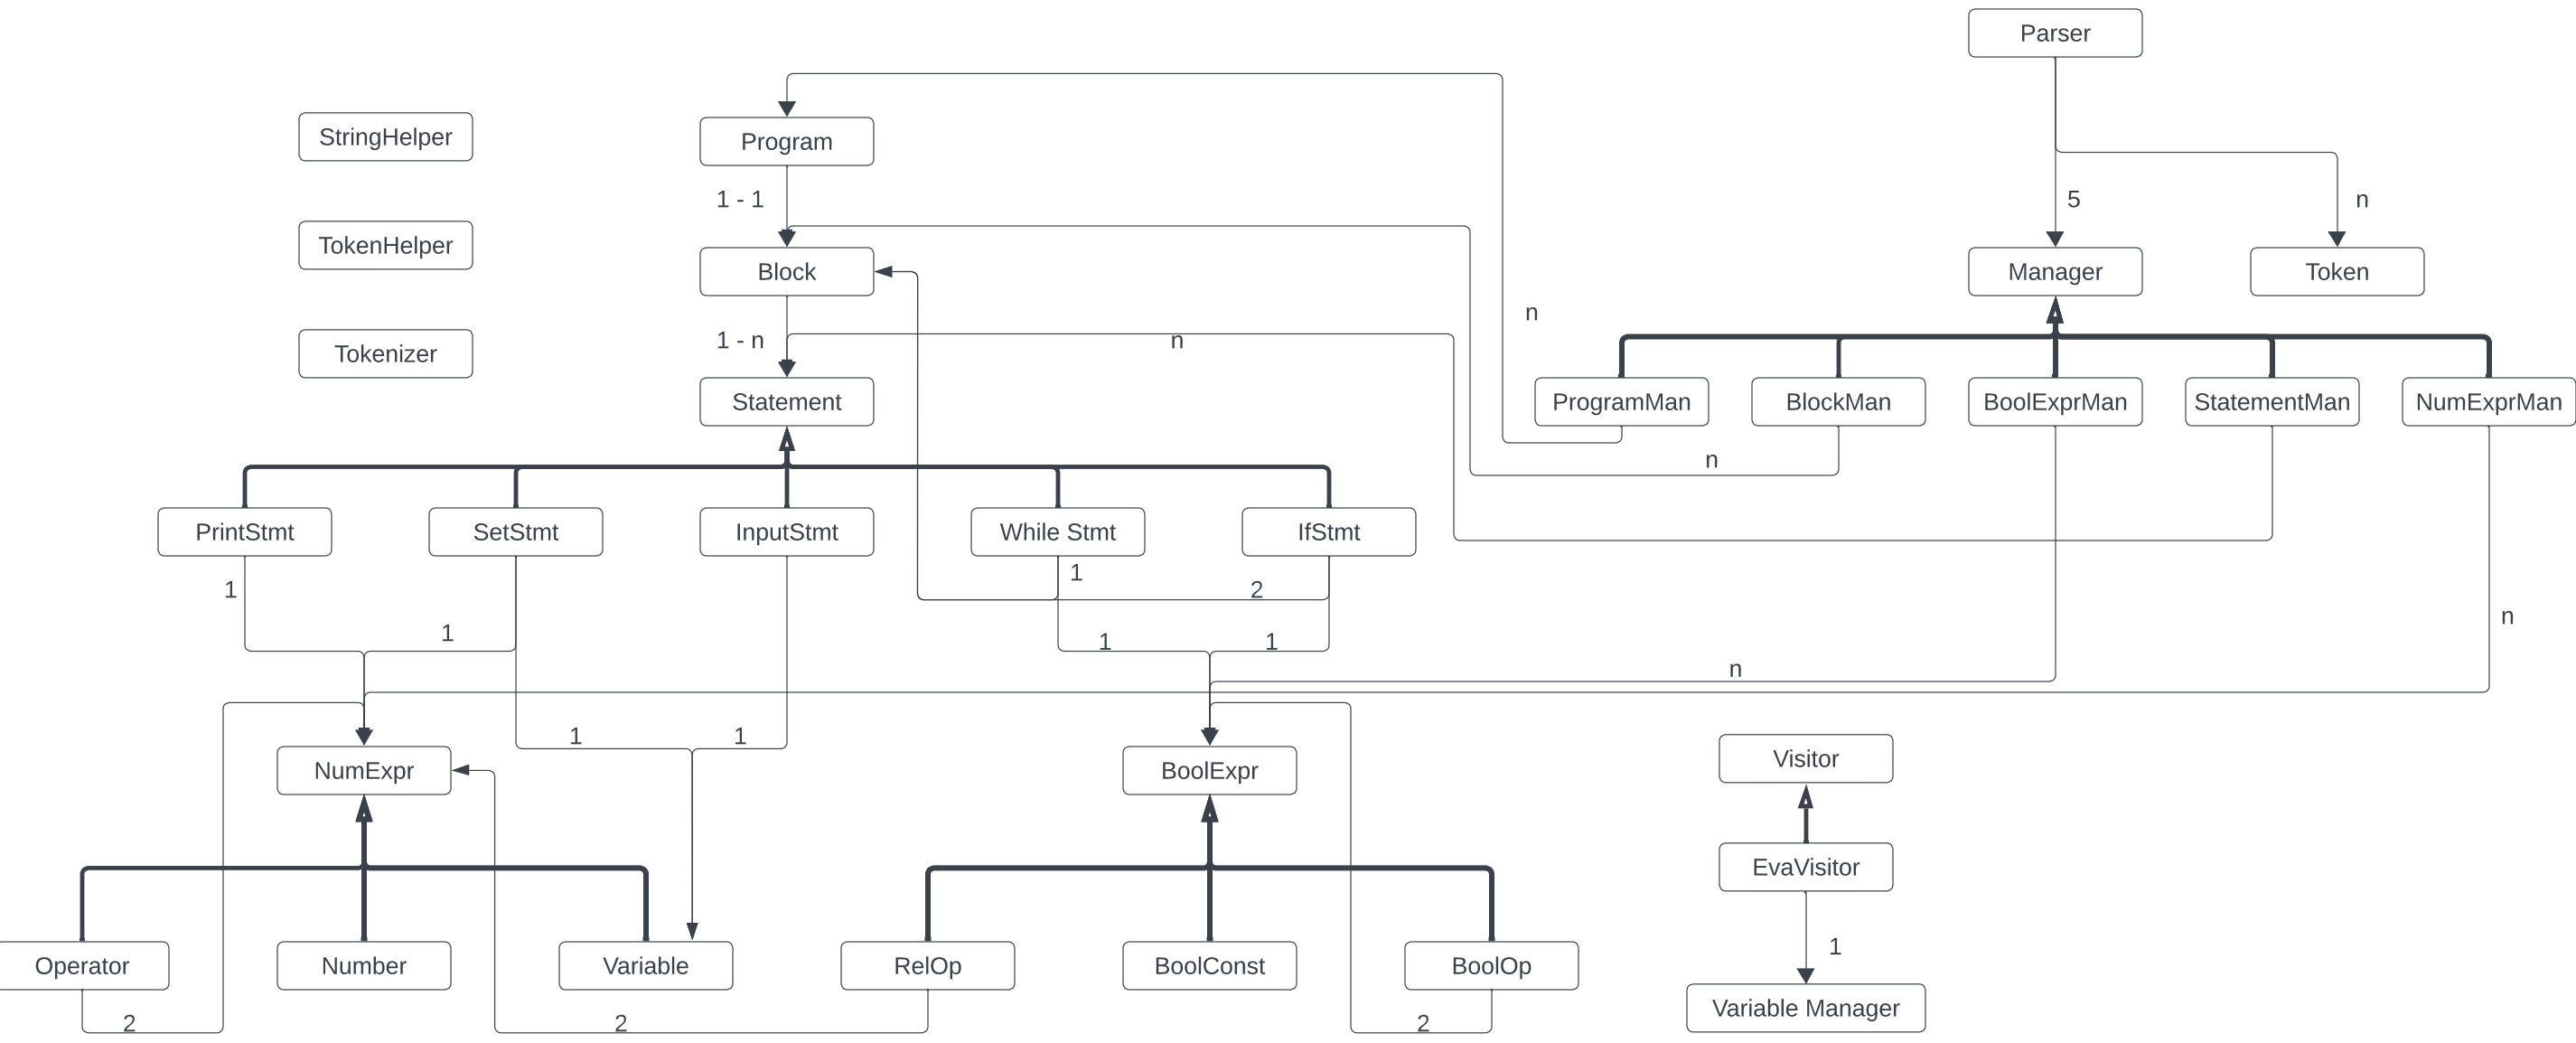 Parser
StringHelper
Program
1 - 1
5
n
TokenHelper
Block
Manager
Token
n
1 - n
n
Tokenizer
Statement
ProgramMan
BlockMan
BoolExprMan
StatementMan
NumExprMan
n
PrintStmt
SetStmt
InputStmt
While Stmt
IfStmt
1
1
2
n
1
1
1
n
1
1
NumExpr
BoolExpr
Visitor
EvaVisitor
1
Operator
Number
Variable
RelOp
BoolConst
BoolOp
Variable Manager
2
2
2